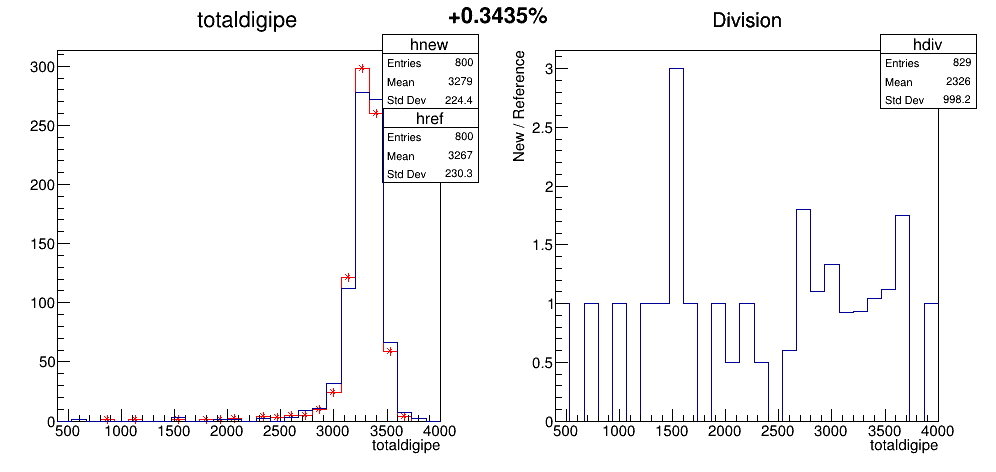 +0.3435%
totaldigipe
hnew
Entries 800
Mean 3279
Std Dev 224.4
href
Entries 800
Mean 3267
Std Dev 230.3
300
250
200
150
100
50
0
500 1000 1500 2000 2500 3000 3500 4000
totaldigipe
Division
hdiv
Entries 829
Mean 2326
Std Dev 998.2
New / Reference
3
2.5
2
1.5
1
0.5
0
500 1000 1500 2000 2500 3000 3500 4000
totaldigipe